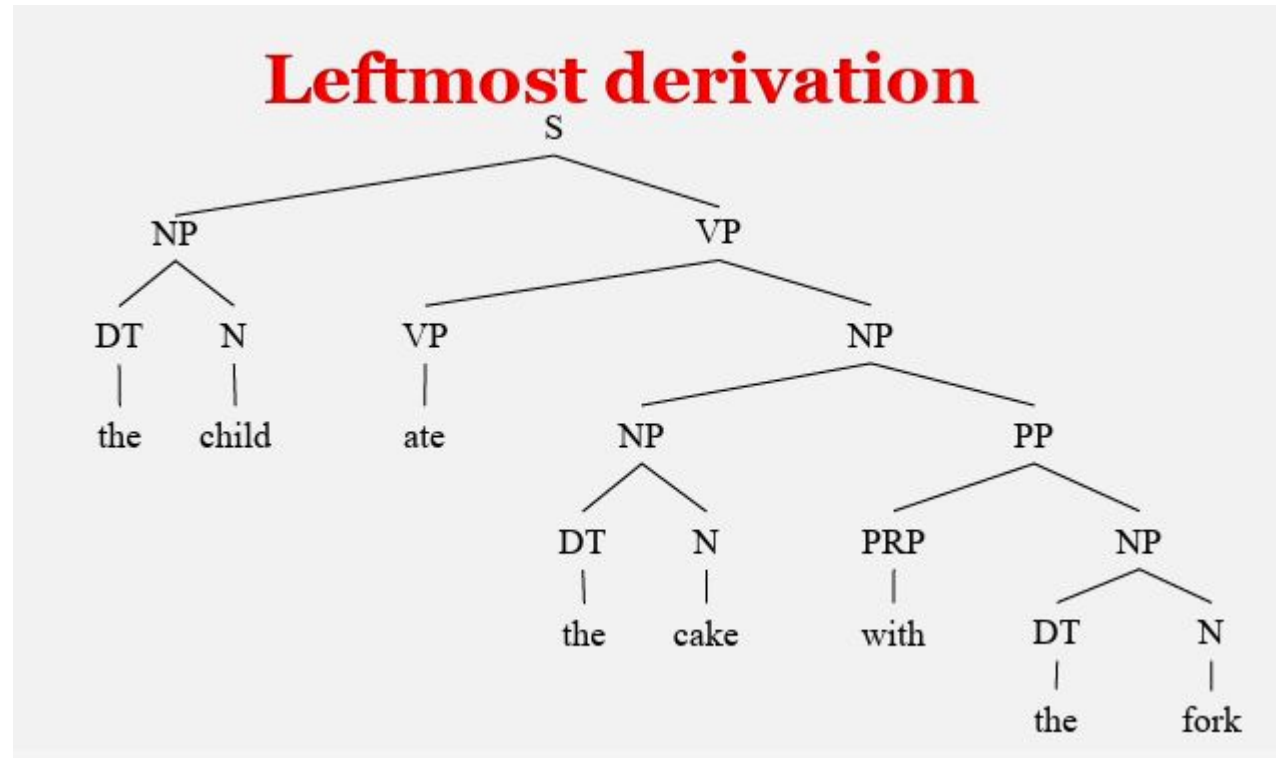 Leftmost derivation
S
NP VP
DT N VP NP
the child ate NP PP
DT N PRP NP
the cake with DT N
the fork